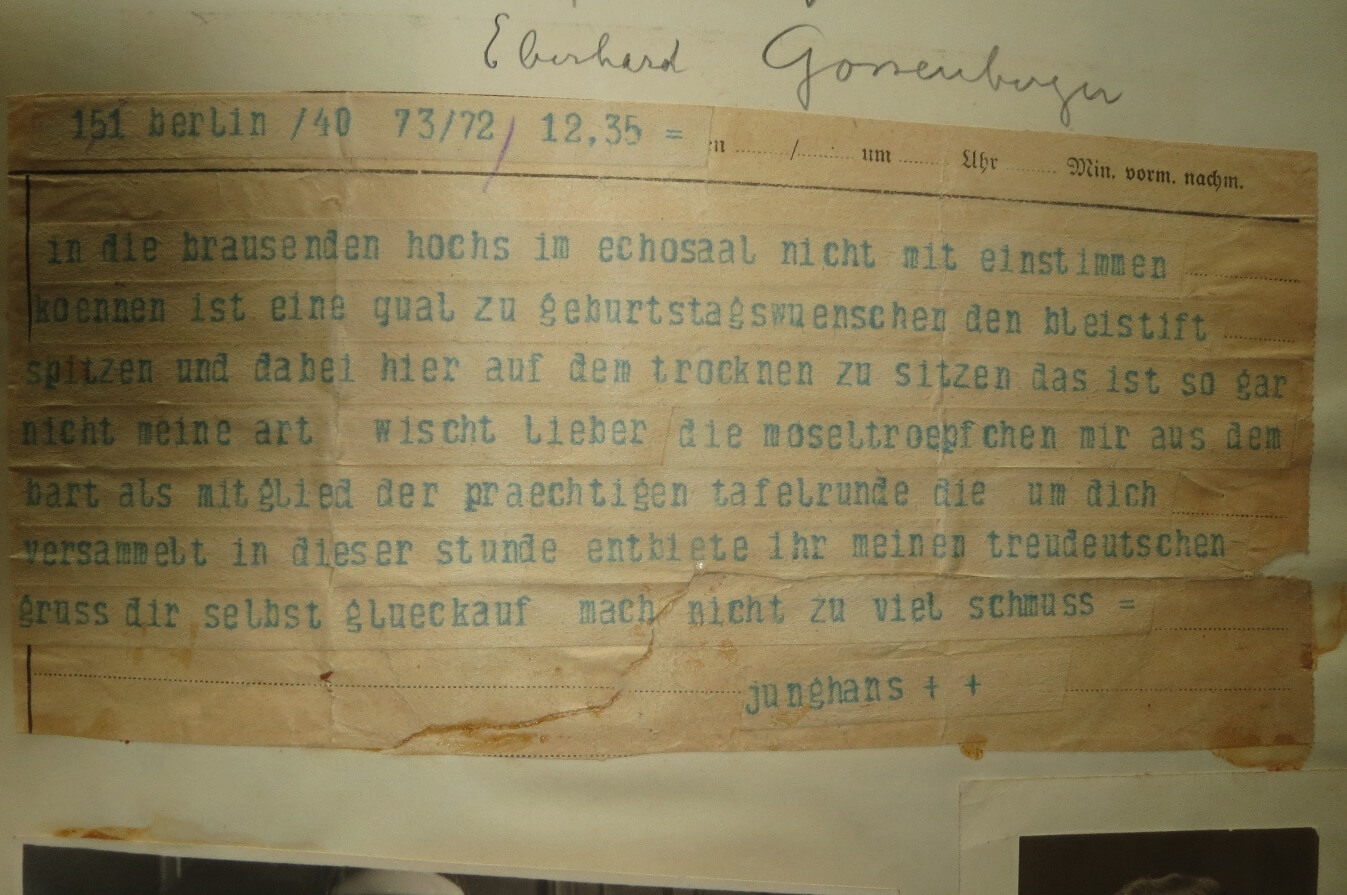 Eberhard
151 berlin /40 73/72 12,35 =
um Uhr Min. vorm. nachm.
in die brausenden hochs im echosaal nicht mit einstimmen
koennen ist eine qual zu geburtstagswuenschen den bleistift
spitzen und dabei hier auf dem trocknen zu sitzen das ist so gar
nicht meine art wischt lieber die moseltroepfchen mir aus dem
bart als mitglied der praechtigen tafelrunde die um dich
versammelt in dieser stunde entbiete ihr meinen treudeutschen
gruss dir selbst glueckauf mach nicht zu viel schmuss =
junghans + +